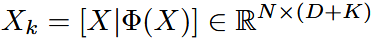 X_k = [X|Φ(X)] ∈ ℝ^{N×(D+K)}